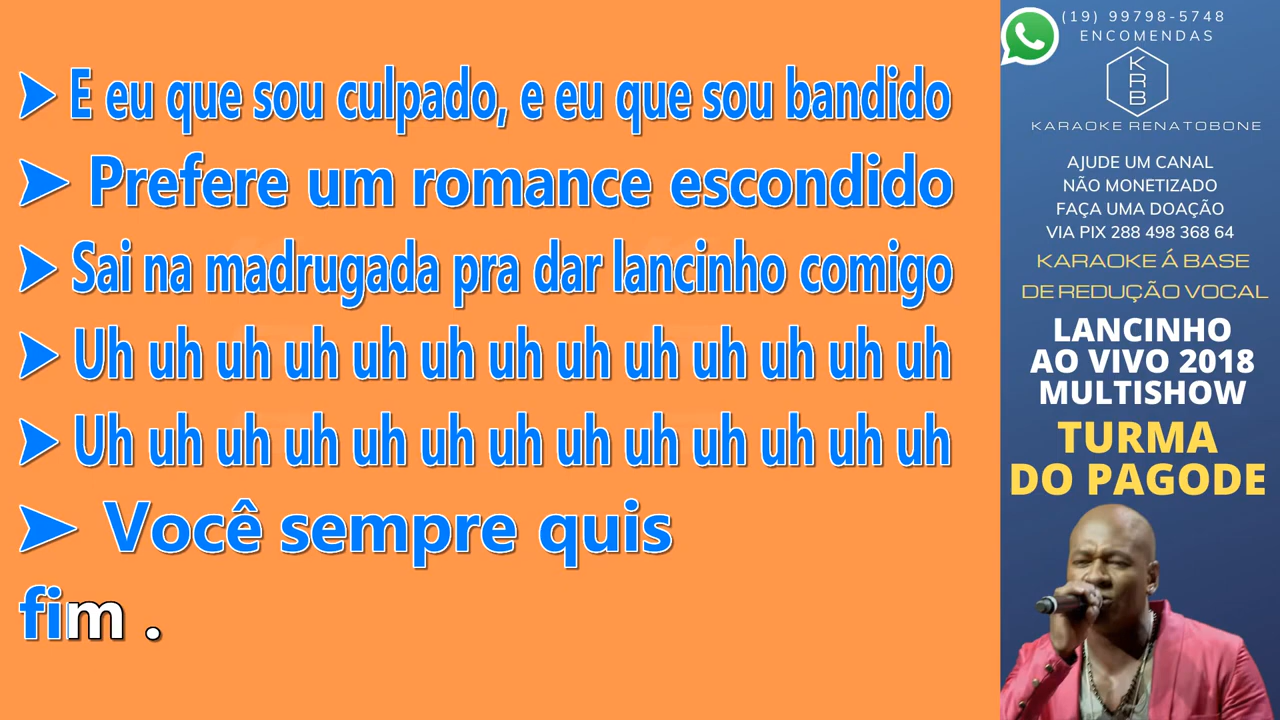 ➤ E eu que sou culpado, e eu que sou bandido
➤ Prefere um romance escondido
➤ Sai na madrugada pra dar lancinho comigo
➤ Uh uh uh uh uh uh uh uh uh uh uh uh uh
➤ Uh uh uh uh uh uh uh uh uh uh uh uh uh
➤ Você sempre quis
fim .
(19) 99798-5748
ENCOMENDAS
K
R
B
KARAOKE RENATOBONE
AJUDE UM CANAL
NÃO MONETIZADO
FAÇA UMA DOAÇÃO
VIA PIX 288 498 368 64
KARAOKE Á BASE
DE REDUÇÃO VOCAL
LANCINHO
AO VIVO 2018
MULTISHOW
TURMA
DO PAGODE